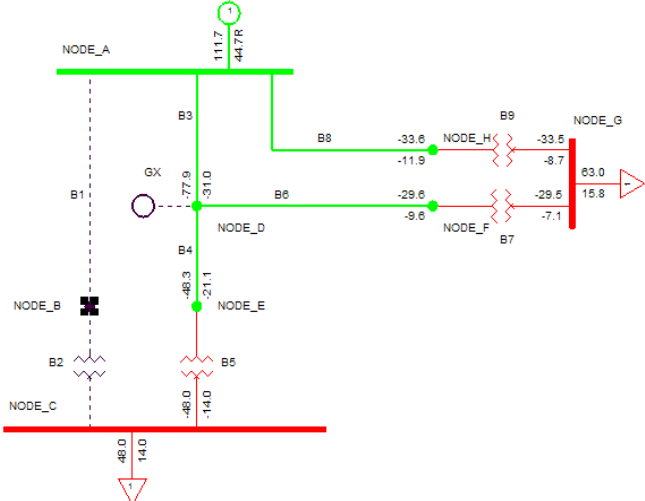 1
111.7
44.7R
NODE_A
B3
B9
NODE_G
B8
-33.6
NODE_H
-33.5
-11.9
-8.7
GX
-77.9
-31.0
63.0
1
15.8
B1
B6
-29.6
-29.5
-9.6
NODE_F
-7.1
NODE_D
B7
B4
-48.3
-21.1
NODE_B
NODE_E
B2
B5
NODE_C
-48.0
-14.0
48.0
14.0
1